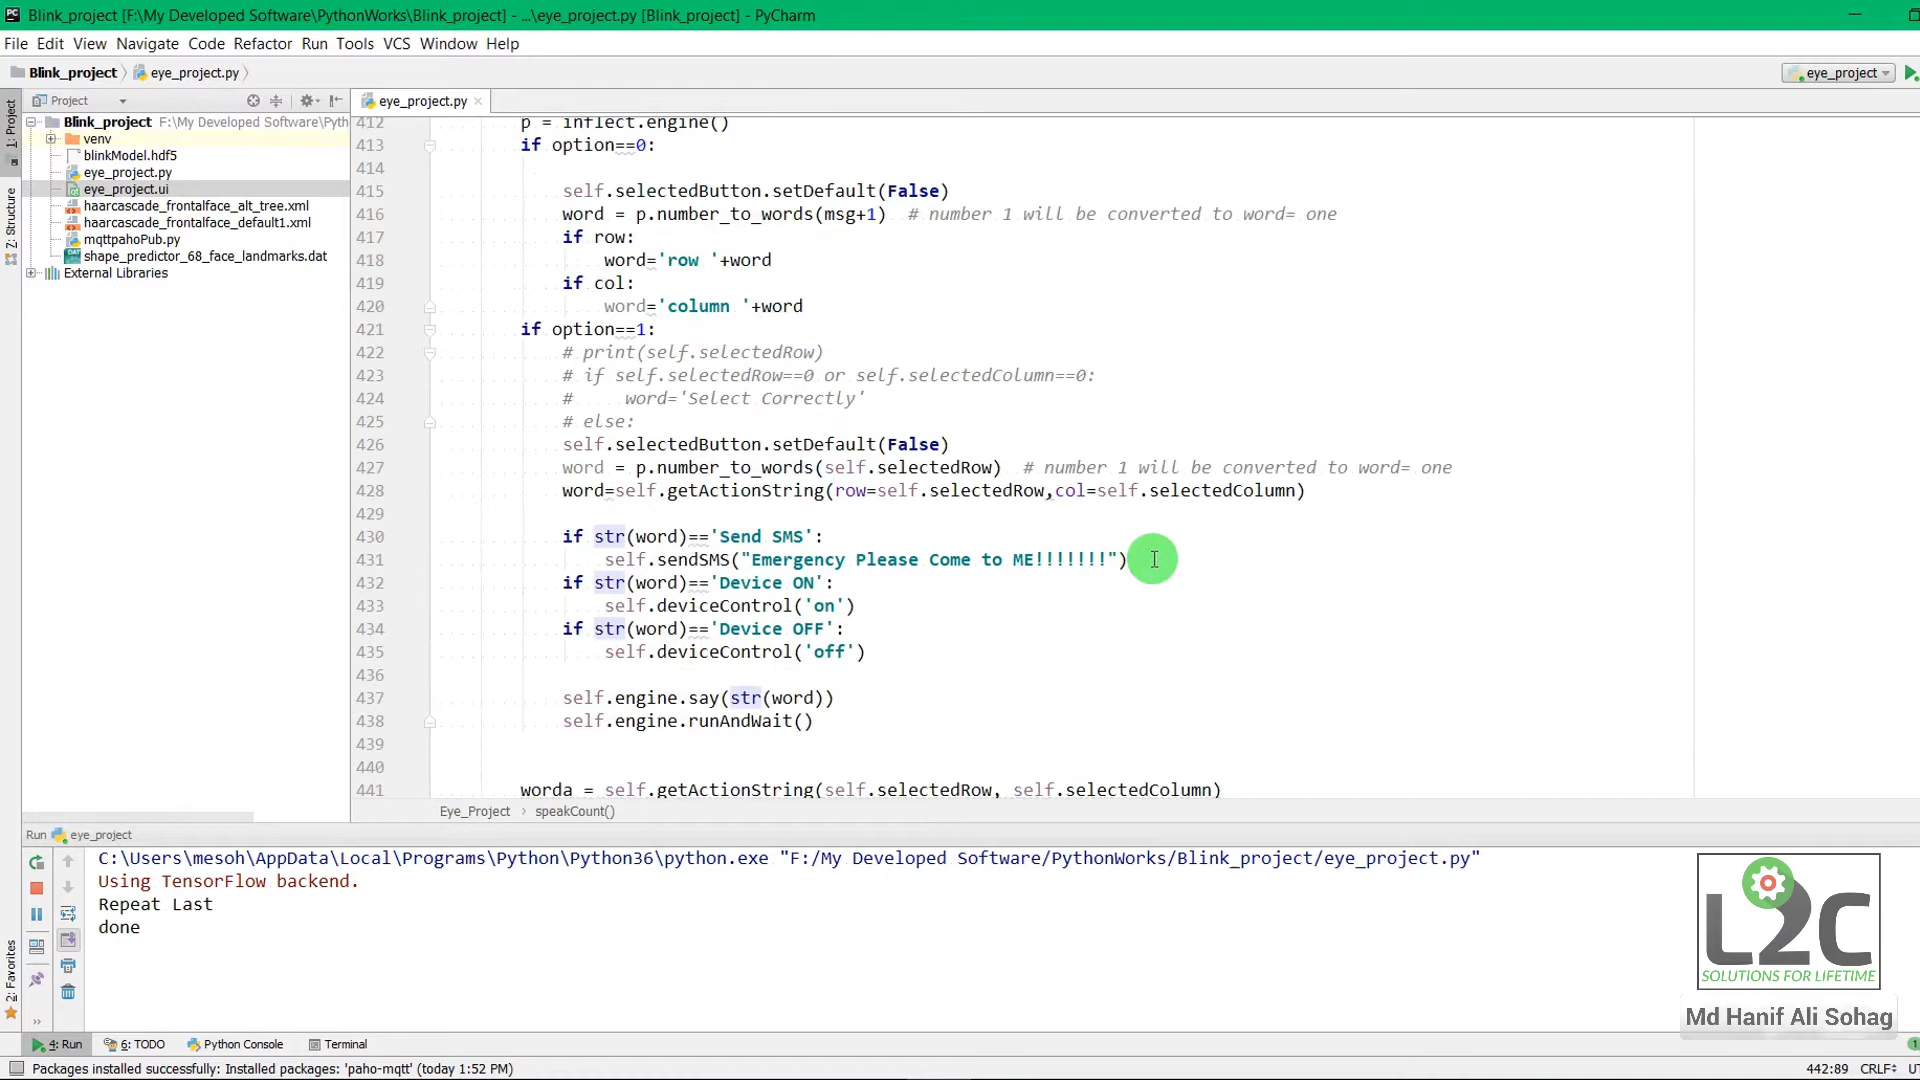 Blink_project [F:\My Developed Software\PythonWorks\Blink_project] - ...\eye_project.py [Blink_project] - PyCharm
File Edit View Navigate Code Refactor Run Tools VCS Window Help
Blink_project eye_project.py eye_project
Project eye_project.py
1: Project
Z: Structure
2: Favorites
Blink_project F:\My Developed Software\Pyth
venv
blinkModel.hdf5
eye_project.py
eye_project.ui
haarcascade_frontalface_alt_tree.xml
haarcascade_frontalface_default1.xml
mqttpahoPub.py
shape_predictor_68_face_landmarks.dat
External Libraries
412 p = inflect.engine()
413 if option==0:
414
415 self.selectedButton.setDefault(False)
416 word = p.number_to_words(msg+1) # number 1 will be converted to word= one
417 if row:
418 word='row '+word
419 if col:
420 word='column '+word
421 if option==1:
422 # print(self.selectedRow)
423 # if self.selectedRow==0 or self.selectedColumn==0:
424 # word='Select Correctly'
425 # else:
426 self.selectedButton.setDefault(False)
427 word = p.number_to_words(self.selectedRow) # number 1 will be converted to word= one
428 word=self.getActionString(row=self.selectedRow,col=self.selectedColumn)
429
430 if str(word)=='Send SMS':
431 self.sendSMS("Emergency Please Come to ME!!!!!!!")
432 if str(word)=='Device ON':
433 self.deviceControl('on')
434 if str(word)=='Device OFF':
435 self.deviceControl('off')
436
437 self.engine.say(str(word))
438 self.engine.runAndWait()
439
440
441 worda = self.getActionString(self.selectedRow, self.selectedColumn)
Eye_Project › speakCount()
Run eye_project
C:\Users\mesoh\AppData\Local\Programs\Python\Python36\python.exe "F:/My Developed Software/PythonWorks/Blink_project/eye_project.py"
Using TensorFlow backend.
Repeat Last
done
L2C
SOLUTIONS FOR LIFETIME
Md Hanif Ali Sohag
4: Run 6: TODO Python Console Terminal 1
Packages installed successfully: Installed packages: 'paho-mqtt' (today 1:52 PM) 442:89 CRLF UT